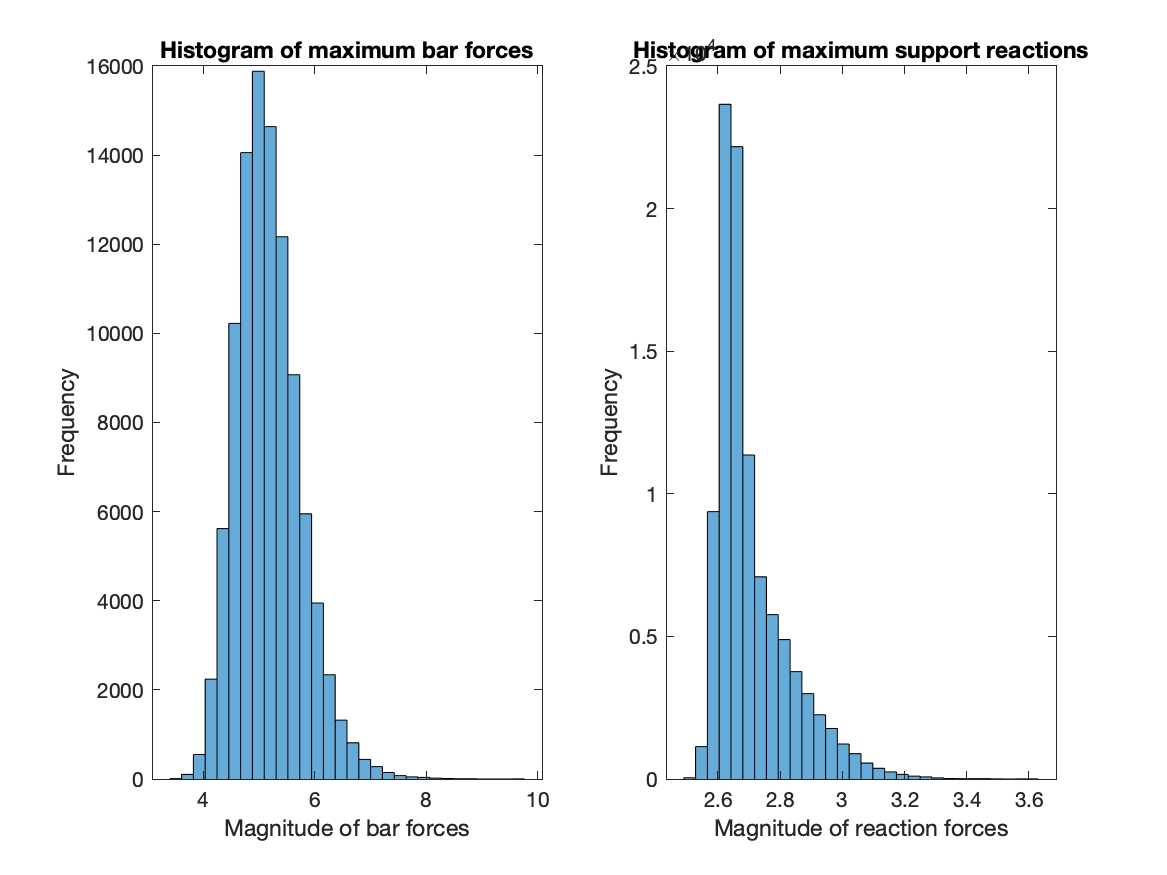 Histogram of maximum bar forces
16000
14000
12000
10000
8000
6000
4000
2000
0
Frequency
4 6 8 10
Magnitude of bar forces
Histogram of maximum support reactions
× 10^4
2.5
2
1.5
1
0.5
0
Frequency
2.6 2.8 3 3.2 3.4 3.6
Magnitude of reaction forces